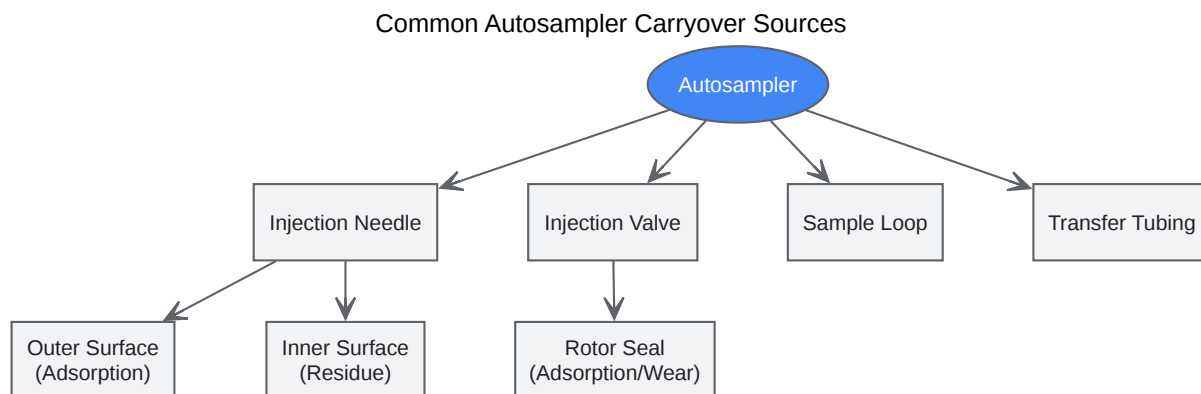 Common Autosampler Carryover Sources
Autosampler
Injection Needle
Injection Valve
Sample Loop
Transfer Tubing
Outer Surface
(Adsorption)
Inner Surface
(Residue)
Rotor Seal
(Adsorption/Wear)